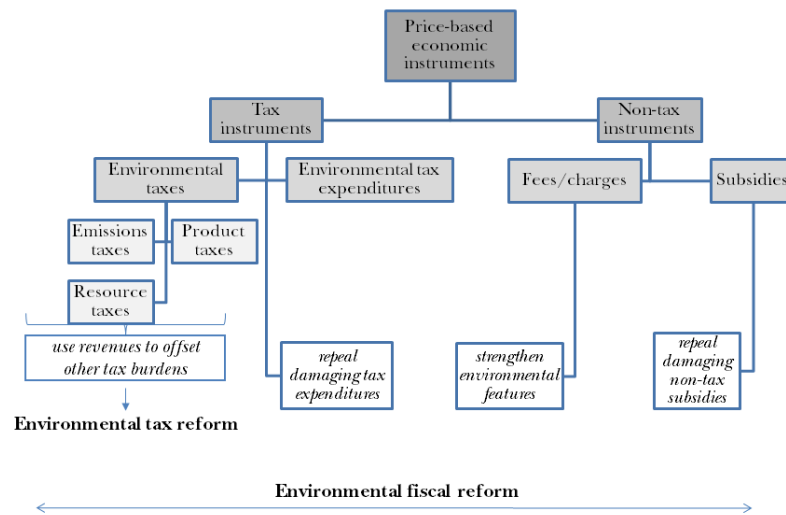 Price-based
economic
instruments
Tax
instruments
Non-tax
instruments
Environmental
taxes
Environmental tax
expenditures
Fees/charges
Subsidies
Emissions
taxes
Product
taxes
Resource
taxes
use revenues to offset
other tax burdens
repeal
damaging tax
expenditures
strengthen
environmental
features
repeal
damaging
non-tax
subsidies
Environmental tax reform
Environmental fiscal reform